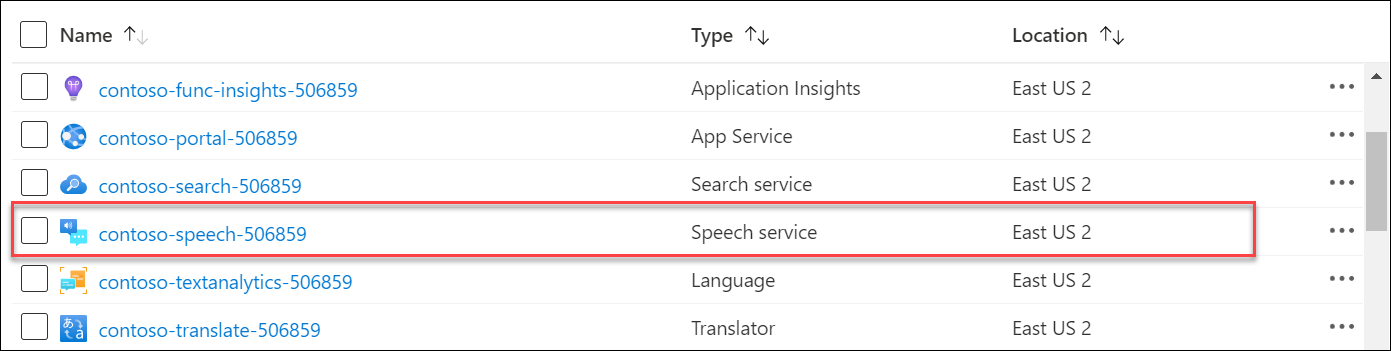 Name ↑↓ Type ↑↓ Location ↑↓
contoso-func-insights-506859 Application Insights East US 2 ...
contoso-portal-506859 App Service East US 2 ...
contoso-search-506859 Search service East US 2 ...
contoso-speech-506859 Speech service East US 2 ...
contoso-textanalytics-506859 Language East US 2 ...
contoso-translate-506859 Translator East US 2 ...